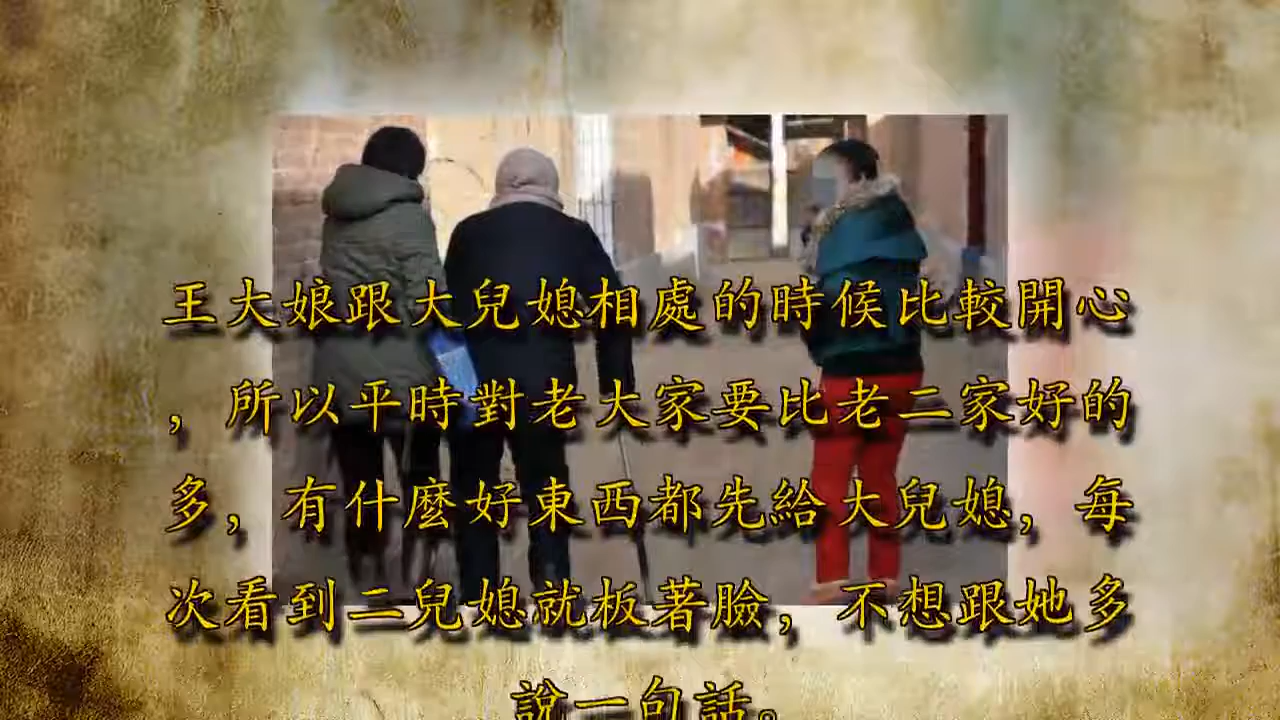 王大娘跟大兒媳相處的時候比較開心
，所以平時對老大家要比老二家好的
多，有什麼好東西都先給大兒媳，每
次看到二兒媳就板著臉，不想跟她多
說一句話。